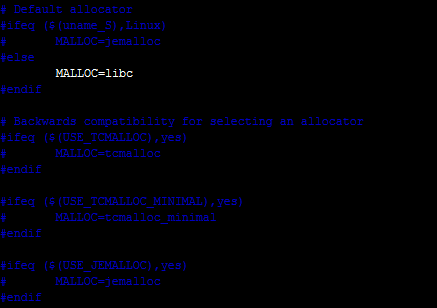 # Default allocator
#ifeq ($(uname_S),Linux)
#       MALLOC=jemalloc
#else
        MALLOC=libc
#endif

# Backwards compatibility for selecting an allocator
#ifeq ($(USE_TCMALLOC),yes)
#       MALLOC=tcmalloc
#endif

#ifeq ($(USE_TCMALLOC_MINIMAL),yes)
#       MALLOC=tcmalloc_minimal
#endif

#ifeq ($(USE_JEMALLOC),yes)
#       MALLOC=jemalloc
#endif